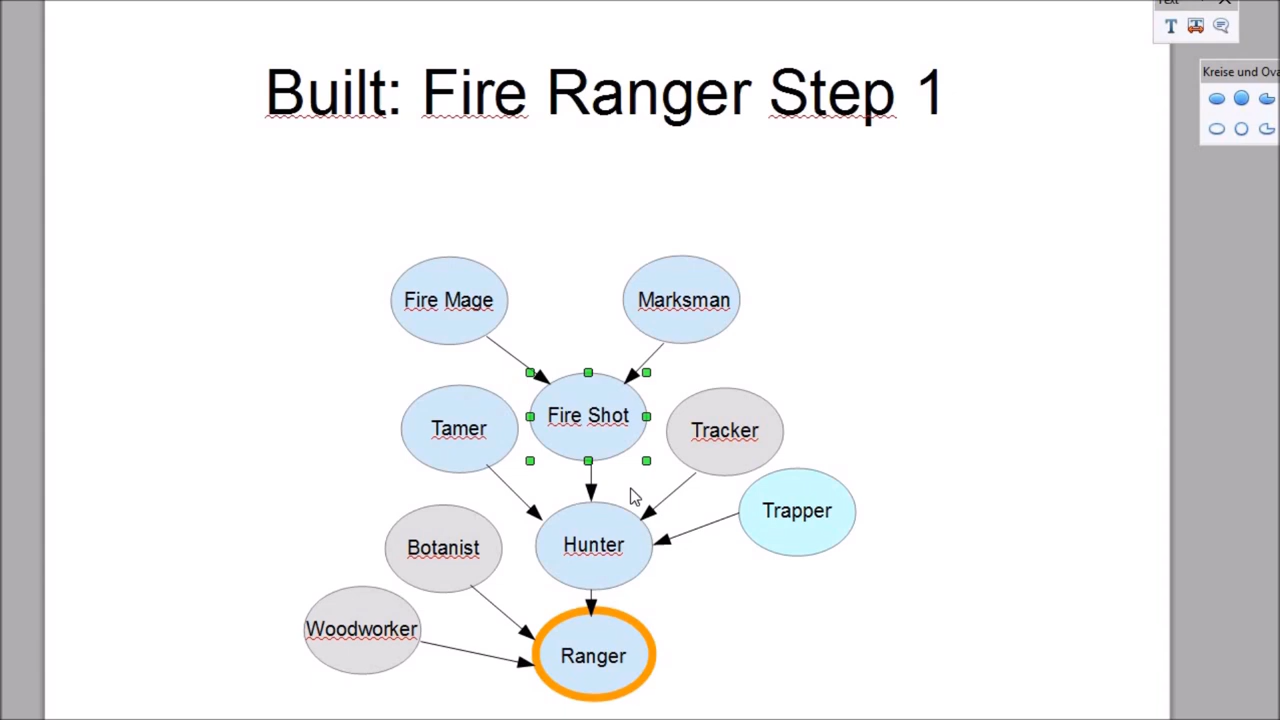 Text
T T
Kreise und Ova
Built: Fire Ranger Step 1
Fire Mage
Marksman
Fire Shot
Tamer
Tracker
Trapper
Hunter
Botanist
Woodworker
Ranger